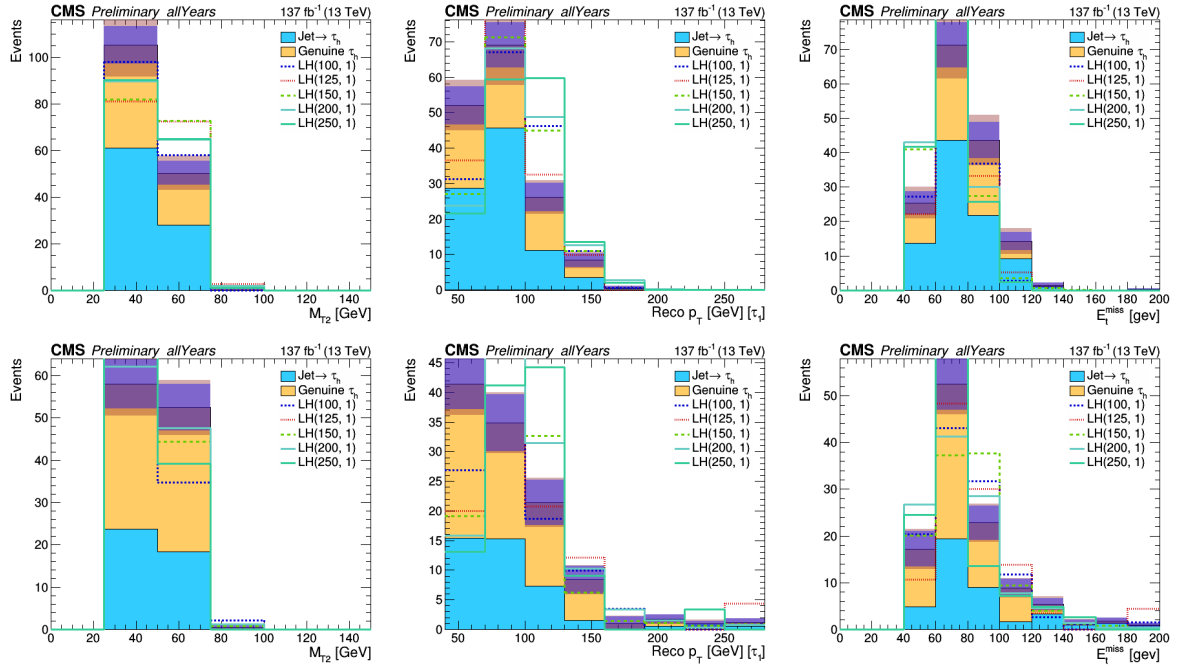 CMS Preliminary allYears 137 fb⁻¹ (13 TeV)
Events
100
80
60
40
20
0
Jet→ τh
Genuine τh
LH(100, 1)
LH(125, 1)
LH(150, 1)
LH(200, 1)
LH(250, 1)
0 20 40 60 80 100 120 140
MT2 [GeV]
CMS Preliminary allYears 137 fb⁻¹ (13 TeV)
Events
70
60
50
40
30
20
10
0
Jet→ τh
Genuine τh
LH(100, 1)
LH(125, 1)
LH(150, 1)
LH(200, 1)
LH(250, 1)
50 100 150 200 250
Reco pT [GeV] [τ1]
CMS Preliminary allYears 137 fb⁻¹ (13 TeV)
Events
70
60
50
40
30
20
10
0
Jet→ τh
Genuine τh
LH(100, 1)
LH(125, 1)
LH(150, 1)
LH(200, 1)
LH(250, 1)
0 20 40 60 80 100 120 140 160 180 200
Etmiss [gev]
CMS Preliminary allYears 137 fb⁻¹ (13 TeV)
Events
60
50
40
30
20
10
0
Jet→ τh
Genuine τh
LH(100, 1)
LH(125, 1)
LH(150, 1)
LH(200, 1)
LH(250, 1)
0 20 40 60 80 100 120 140
MT2 [GeV]
CMS Preliminary allYears 137 fb⁻¹ (13 TeV)
Events
45
40
35
30
25
20
15
10
5
0
Jet→ τh
Genuine τh
LH(100, 1)
LH(125, 1)
LH(150, 1)
LH(200, 1)
LH(250, 1)
50 100 150 200 250
Reco pT [GeV] [τ1]
CMS Preliminary allYears 137 fb⁻¹ (13 TeV)
Events
50
40
30
20
10
0
Jet→ τh
Genuine τh
LH(100, 1)
LH(125, 1)
LH(150, 1)
LH(200, 1)
LH(250, 1)
0 20 40 60 80 100 120 140 160 180 200
Etmiss [gev]